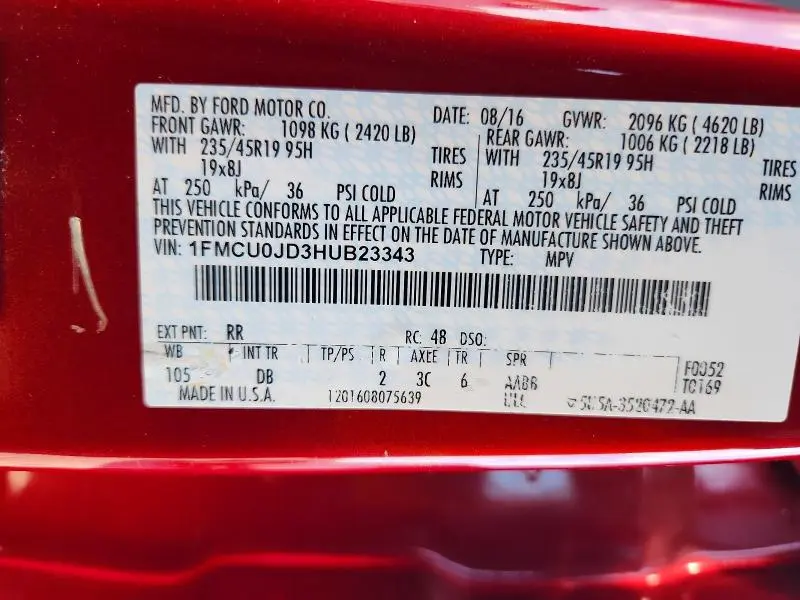 MFD. BY FORD MOTOR CO. DATE: 08/16 GVWR: 2096 KG ( 4620 LB)
FRONT GAWR: 1098 KG ( 2420 LB) REAR GAWR: 1006 KG ( 2218 LB)
WITH 235/45R19 95H TIRES WITH 235/45R19 95H TIRES
19x8J RIMS 19x8J RIMS
AT 250 kPa/ 36 PSI COLD AT 250 kPa/ 36 PSI COLD
THIS VEHICLE CONFORMS TO ALL APPLICABLE FEDERAL MOTOR VEHICLE SAFETY AND THEFT
PREVENTION STANDARDS IN EFFECT ON THE DATE OF MANUFACTURE SHOWN ABOVE.
VIN: 1FMCU0JD3HUB23343 TYPE: MPV
EXT PNT: RR RC: 48 DSO:
WB INT TR TP/PS R AXLE TR SPR F0052
105 DB 2 3C 6 AABB T0169
MADE IN U.S.A. 1201608075639